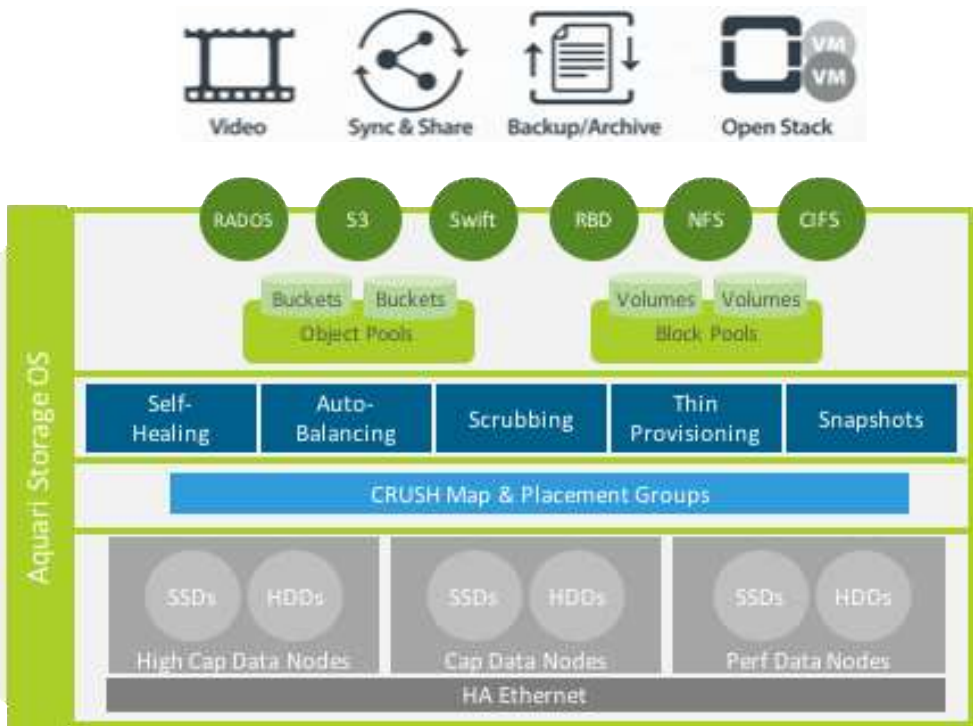 VM
VM
Video
Sync & Share
Backup/Archive
Open Stack
RADOS
S3
Swift
RBD
NFS
CIFS
Buckets
Buckets
Object Pools
Volumes
Volumes
Block Pools
Aquari Storage OS
Self-
Healing
Auto-
Balancing
Scrubbing
Thin
Provisioning
Snapshots
CRUSH Map & Placement Groups
SSDs
HDDs
High Cap Data Nodes
SSDs
HDDs
Cap Data Nodes
SSDs
HDDs
Perf Data Nodes
HA Ethernet